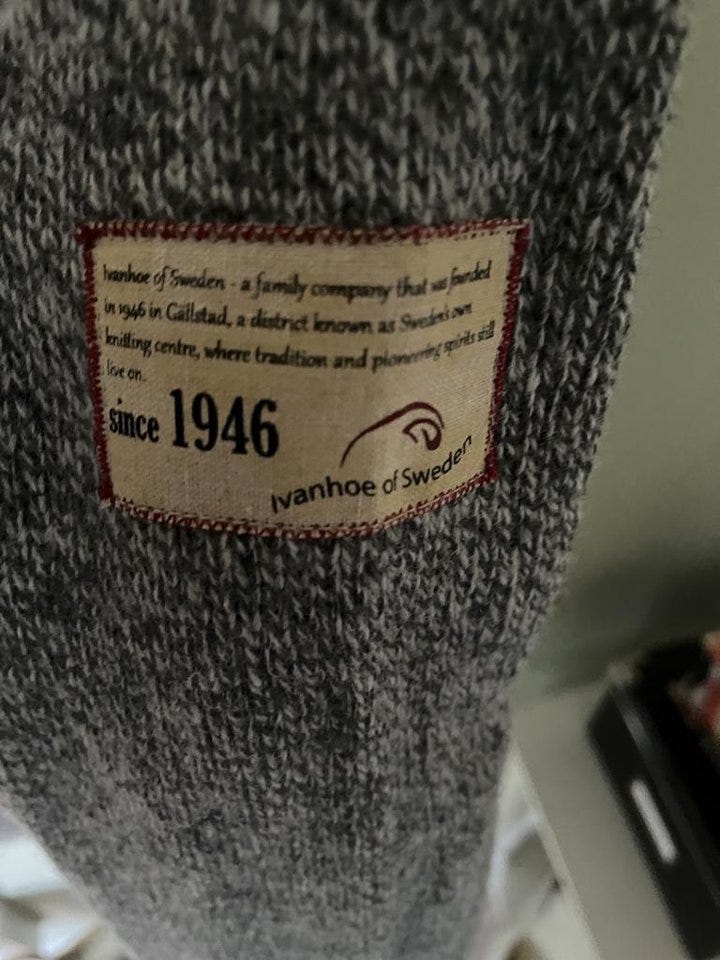 Ivanhoe of Sweden - a family company that was founded
in 1946 in Gällstad, a district known as Sweden's own
knitting centre, where tradition and pioneering spirits still
live on.
since 1946
Ivanhoe of Sweden